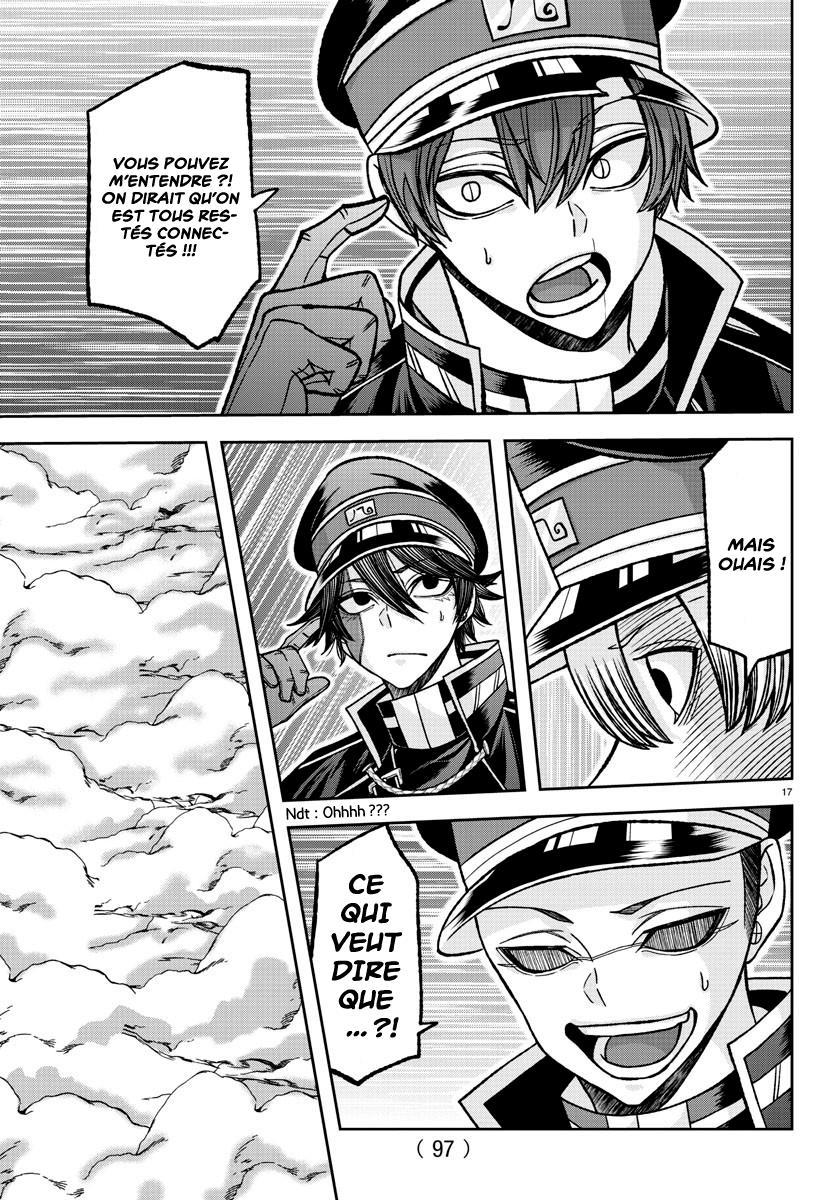 VOUS POUVEZ
M'ENTENDRE ?!
ON DIRAIT QU'ON
EST TOUS RES-
TÉS CONNEC-
TÉS !!!
MAIS
OUAIS !
17
Ndt : Ohhhh ???
CE
QUI
VEUT
DIRE
QUE
... ?!
( 97 )